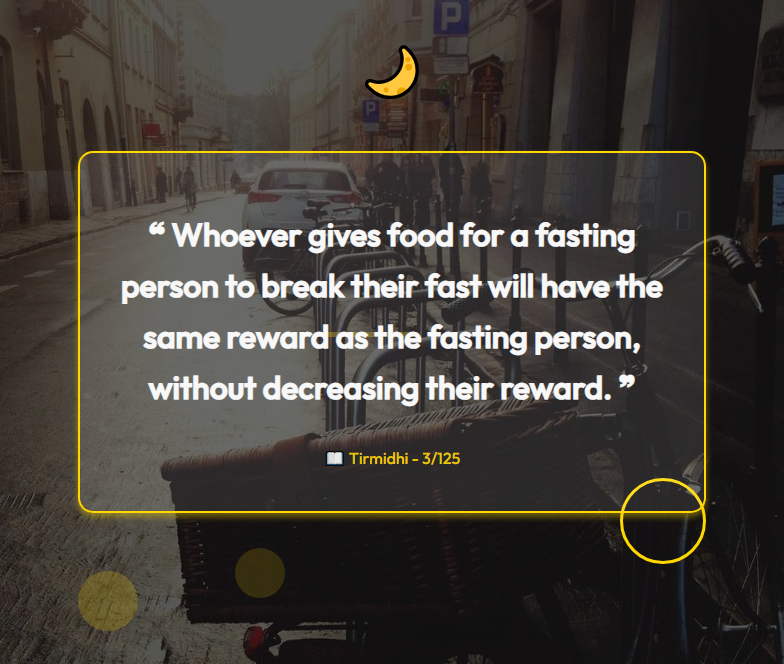 P
P
“ Whoever gives food for a fasting
person to break their fast will have the
same reward as the fasting person,
without decreasing their reward. ”
📖 Tirmidhi - 3/125